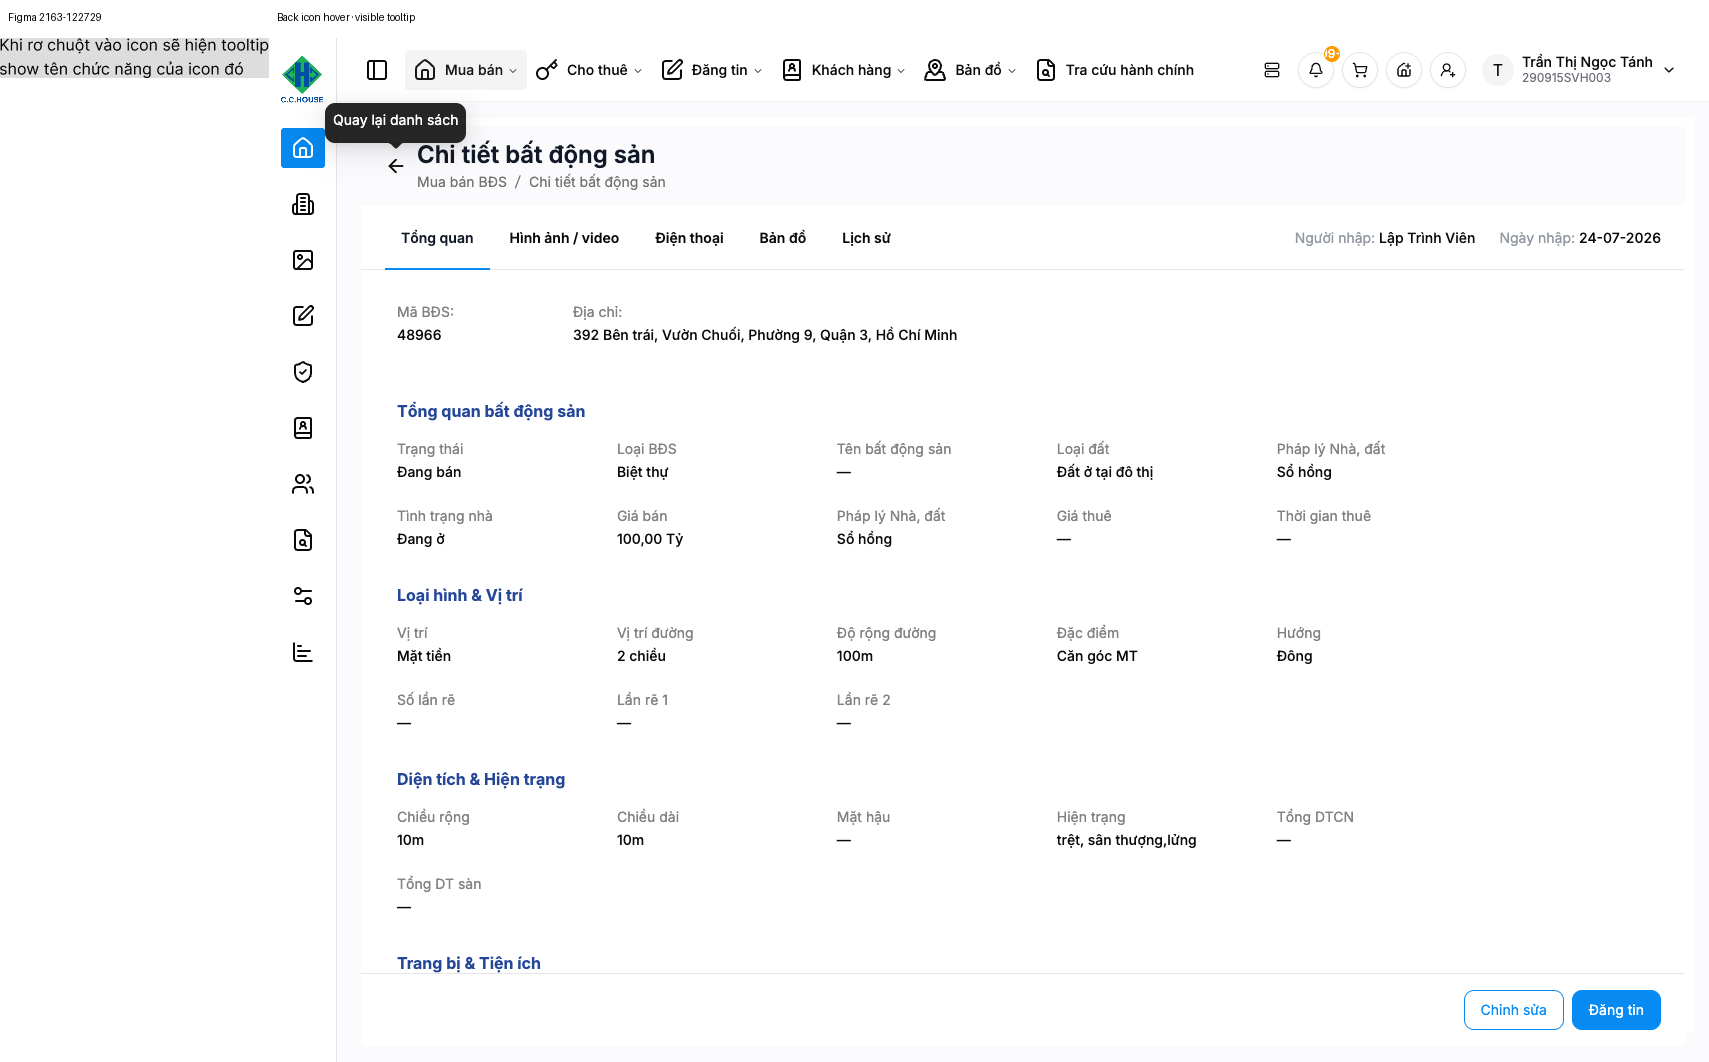 Figma 2163-122729
Back icon hover · visible tooltip
Khi rơ chuột vào icon sẽ hiện tooltip
show tên chức năng của icon đó
C.C.HOUSE
Mua bán
Cho thuê
Đăng tin
Khách hàng
Bản đồ
Tra cứu hành chính
T
Trần Thị Ngọc Tánh
290915SVH003
Quay lại danh sách
Chi tiết bất động sản
Mua bán BĐS / Chi tiết bất động sản
Tổng quan
Hình ảnh / video
Điện thoại
Bản đồ
Lịch sử
Người nhập: Lập Trình Viên
Ngày nhập: 24-07-2026
Mã BĐS:
48966
Địa chỉ:
392 Bên trái, Vườn Chuối, Phường 9, Quận 3, Hồ Chí Minh
Tổng quan bất động sản
Trạng thái
Đang bán
Loại BĐS
Biệt thự
Tên bất động sản
—
Loại đất
Đất ở tại đô thị
Pháp lý Nhà, đất
Sổ hồng
Tình trạng nhà
Đang ở
Giá bán
100,00 Tỷ
Pháp lý Nhà, đất
Sổ hồng
Giá thuê
—
Thời gian thuê
—
Loại hình & Vị trí
Vị trí
Mặt tiền
Vị trí đường
2 chiều
Độ rộng đường
100m
Đặc điểm
Căn góc MT
Hướng
Đông
Số lần rẽ
—
Lần rẽ 1
—
Lần rẽ 2
—
Diện tích & Hiện trạng
Chiều rộng
10m
Chiều dài
10m
Mặt hậu
—
Hiện trạng
trệt, sân thượng,lửng
Tổng DTCN
—
Tổng DT sàn
—
Trang bị & Tiện ích
Chỉnh sửa
Đăng tin